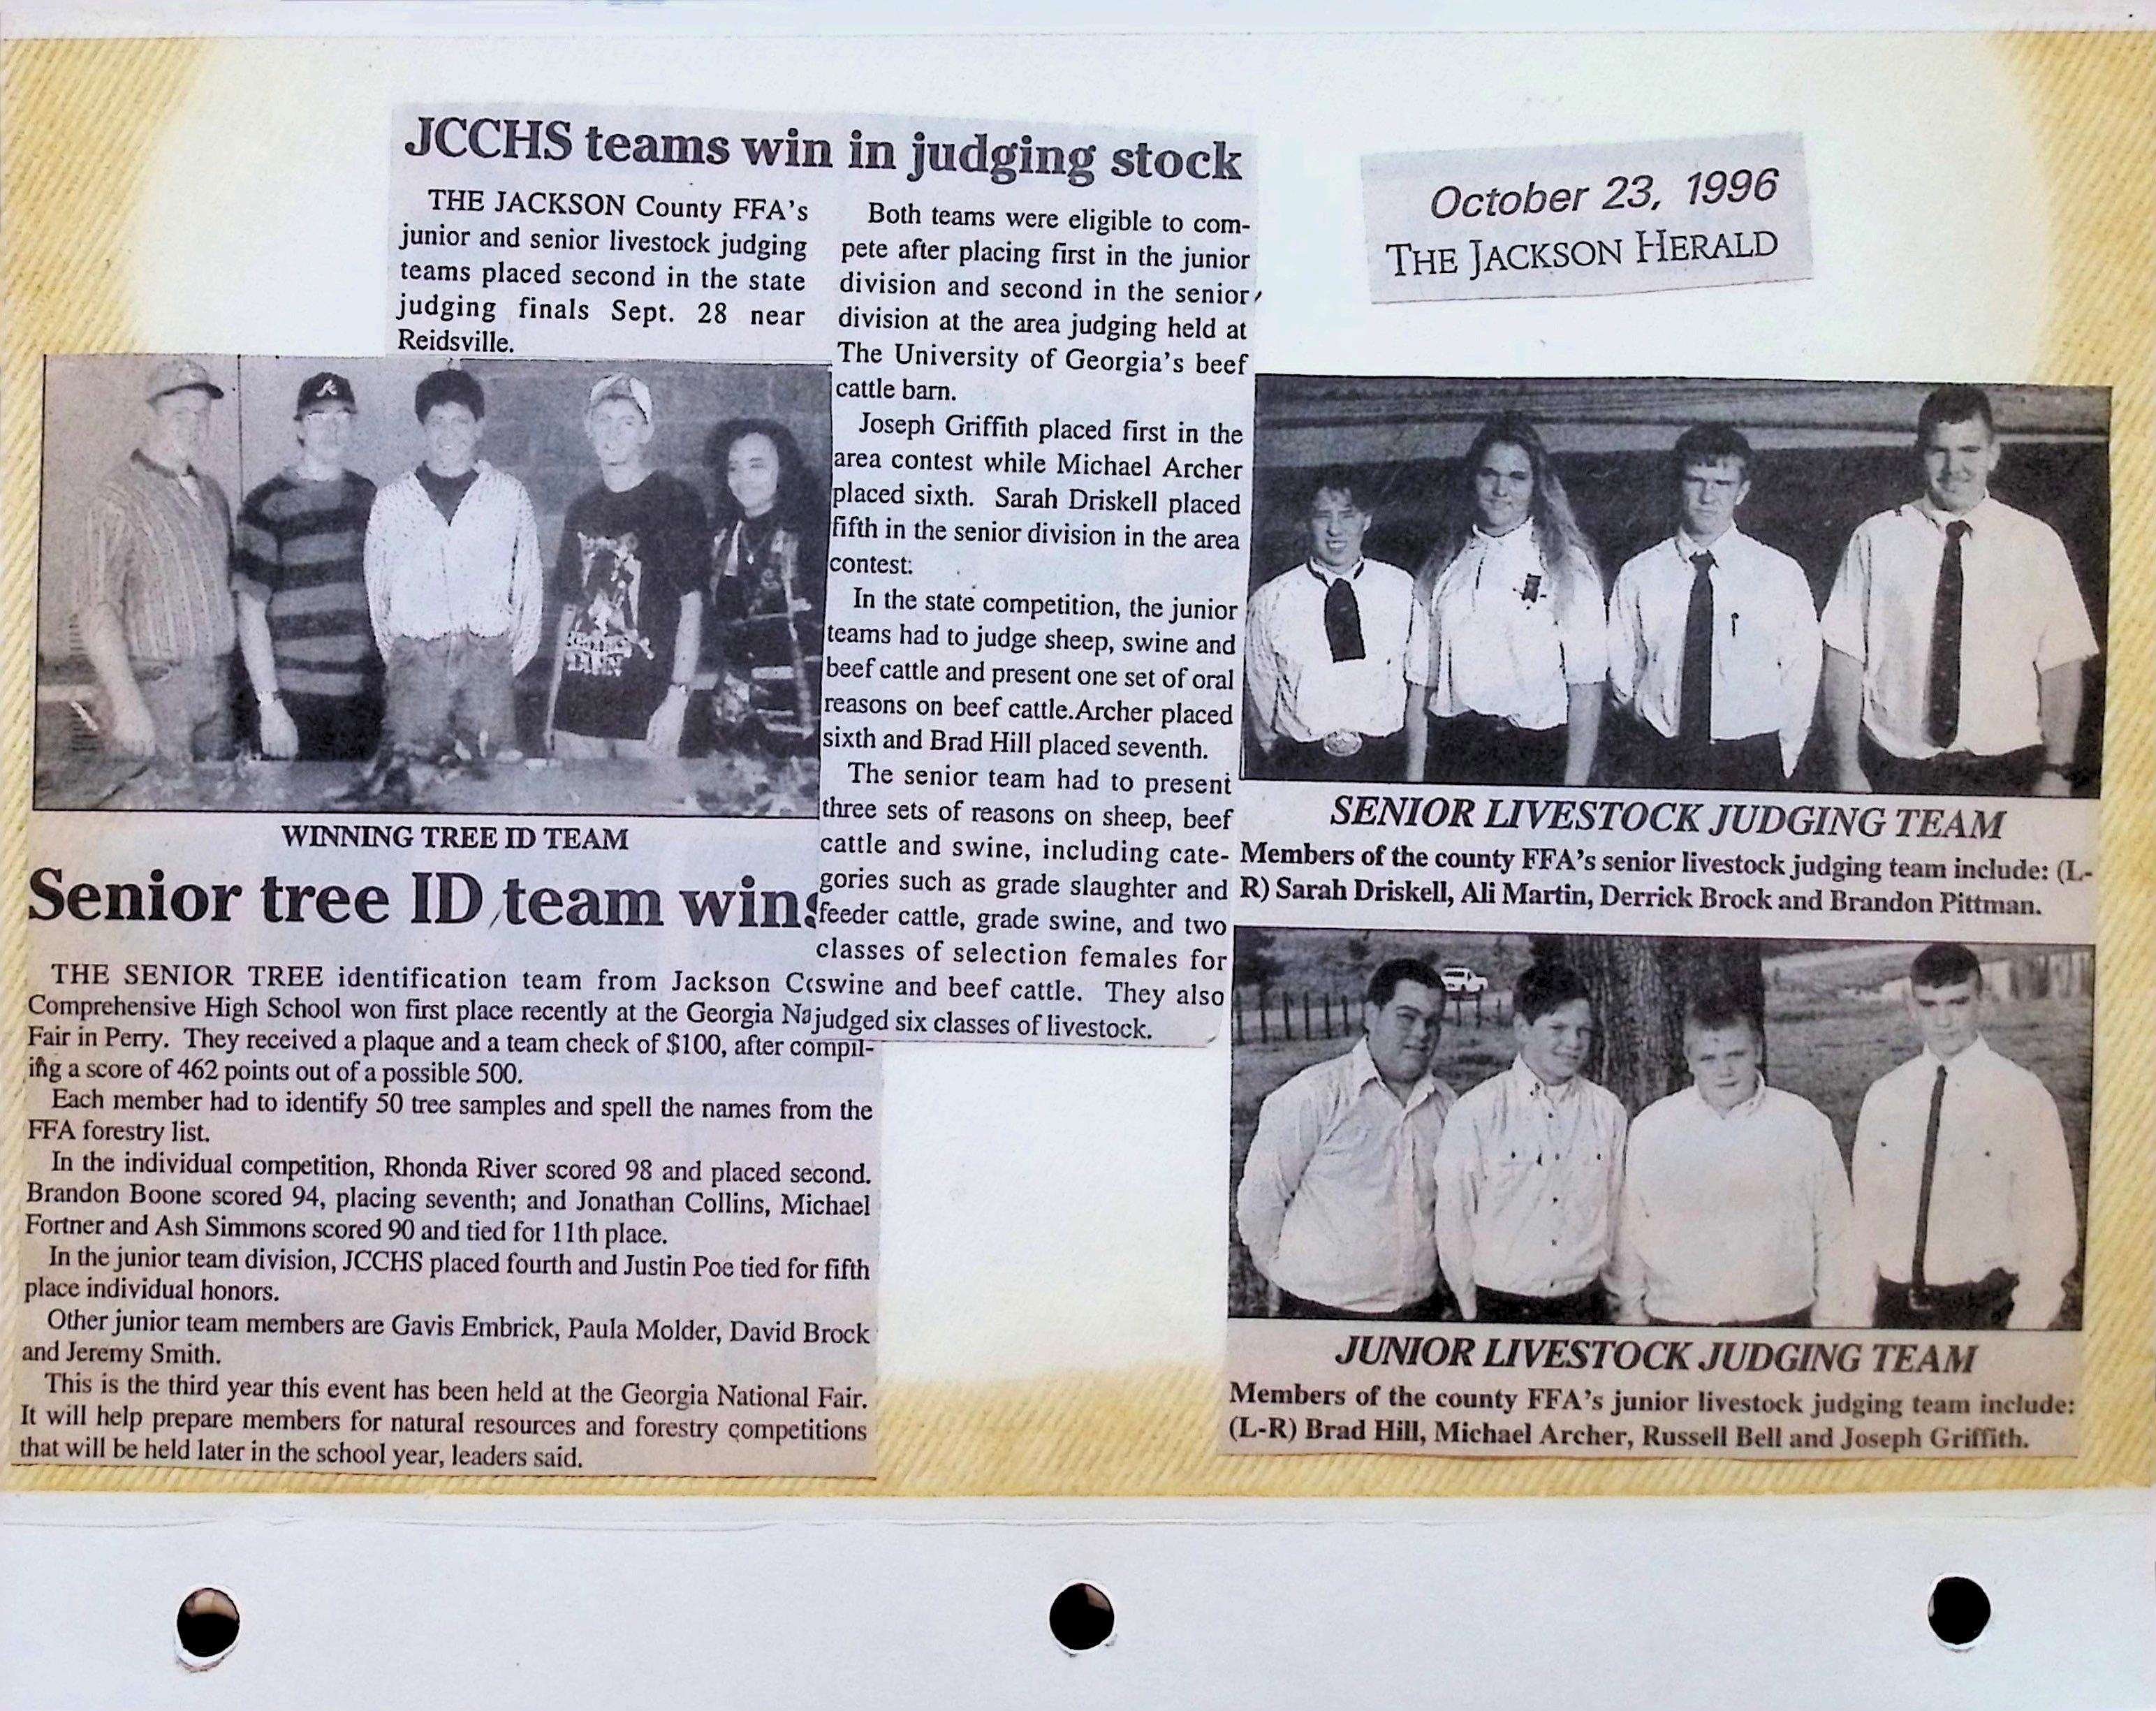 JCCHS teams win in judging stock
THE JACKSON County FFA's
junior and senior livestock judging
teams placed second in the state
judging finals Sept. 28 near
Reidsville.
Both teams were eligible to com-
pete after placing first in the junior
division and second in the senior
division at the area judging held at
The University of Georgia's beef
cattle barn.
Joseph Griffith placed first in the
area contest while Michael Archer
placed sixth. Sarah Driskell placed
fifth in the senior division in the area
contest.
In the state competition, the junior
teams had to judge sheep, swine and
beef cattle and present one set of oral
reasons on beef cattle.Archer placed
sixth and Brad Hill placed seventh.
The senior team had to present
three sets of reasons on sheep, beef
cattle and swine, including cate-
gories such as grade slaughter and
feeder cattle, grade swine, and two
classes of selection females for
swine and beef cattle. They also
judged six classes of livestock.
October 23, 1996
THE JACKSON HERALD
A
WINNING TREE ID TEAM
Senior tree ID team wins
THE SENIOR TREE identification team from Jackson
Comprehensive High School won first place recently at the Georgia
Fair in Perry. They received a plaque and a team check of $100, after compil-
ing a score of 462 points out of a possible 500.
Each member had to identify 50 tree samples and spell the names from the
FFA forestry list.
In the individual competition, Rhonda River scored 98 and placed second.
Brandon Boone scored 94, placing seventh; and Jonathan Collins, Michael
Fortner and Ash Simmons scored 90 and tied for 11th place.
In the junior team division, JCCHS placed fourth and Justin Poe tied for fifth
place individual honors.
Other junior team members are Gavis Embrick, Paula Molder, David Brock
and Jeremy Smith.
This is the third year this event has been held at the Georgia National Fair.
It will help prepare members for natural resources and forestry competitions
that will be held later in the school year, leaders said.
SENIOR LIVESTOCK JUDGING TEAM
Members of the county FFA's senior livestock judging team include: (L-
R) Sarah Driskell, Ali Martin, Derrick Brock and Brandon Pittman.
JUNIOR LIVESTOCK JUDGING TEAM
Members of the county FFA's junior livestock judging team include:
(L-R) Brad Hill, Michael Archer, Russell Bell and Joseph Griffith.